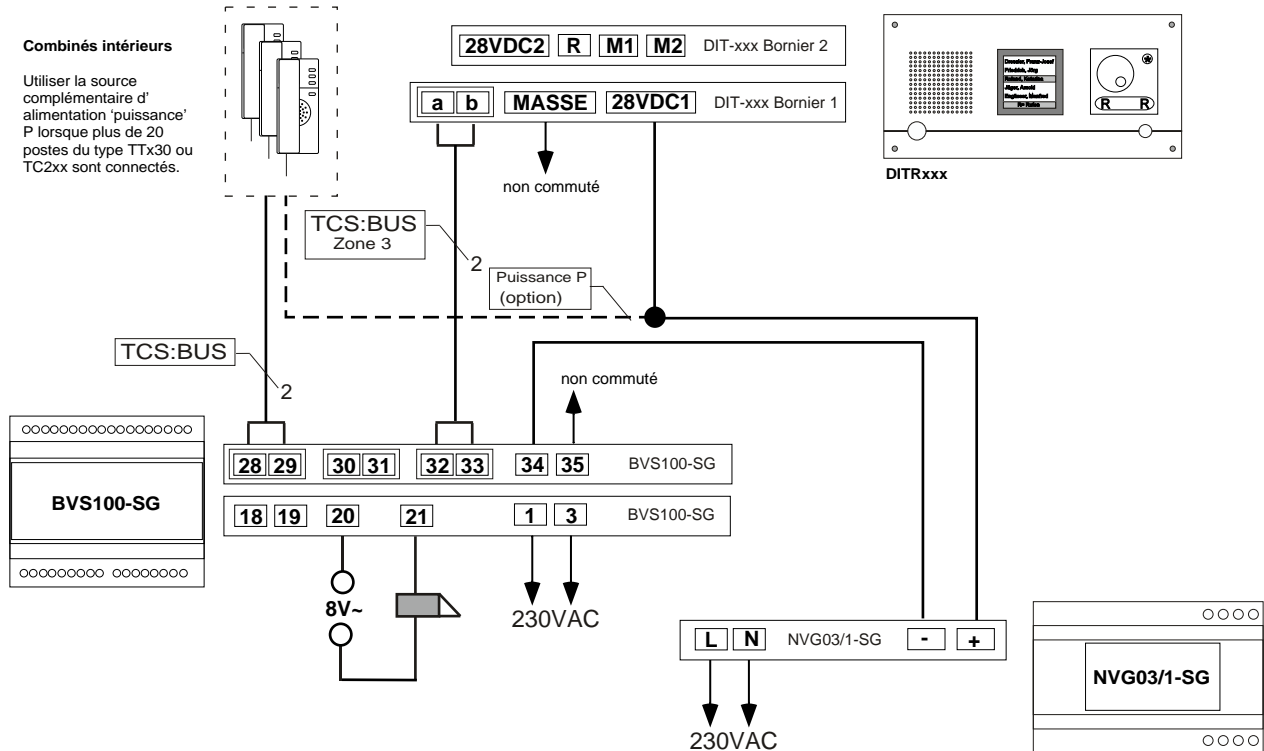 Combinés intérieurs
Utiliser la source
complémentaire d'
alimentation 'puissance'
P lorsque plus de 20
postes du type TTx30 ou
TC2xx sont connectés.
28VDC2 R M1 M2 DIT-xxx Bornier 2
a b MASSE 28VDC1 DIT-xxx Bornier 1
non commuté
R R
DITRxxx
TCS:BUS
Zone 3
2
Puissance P
(option)
TCS:BUS
2
non commuté
28 29 30 31 32 33 34 35 BVS100-SG
BVS100-SG
18 19 20 21 1 3 BVS100-SG
8V~
230VAC
L N NVG03/1-SG - +
NVG03/1-SG
230VAC